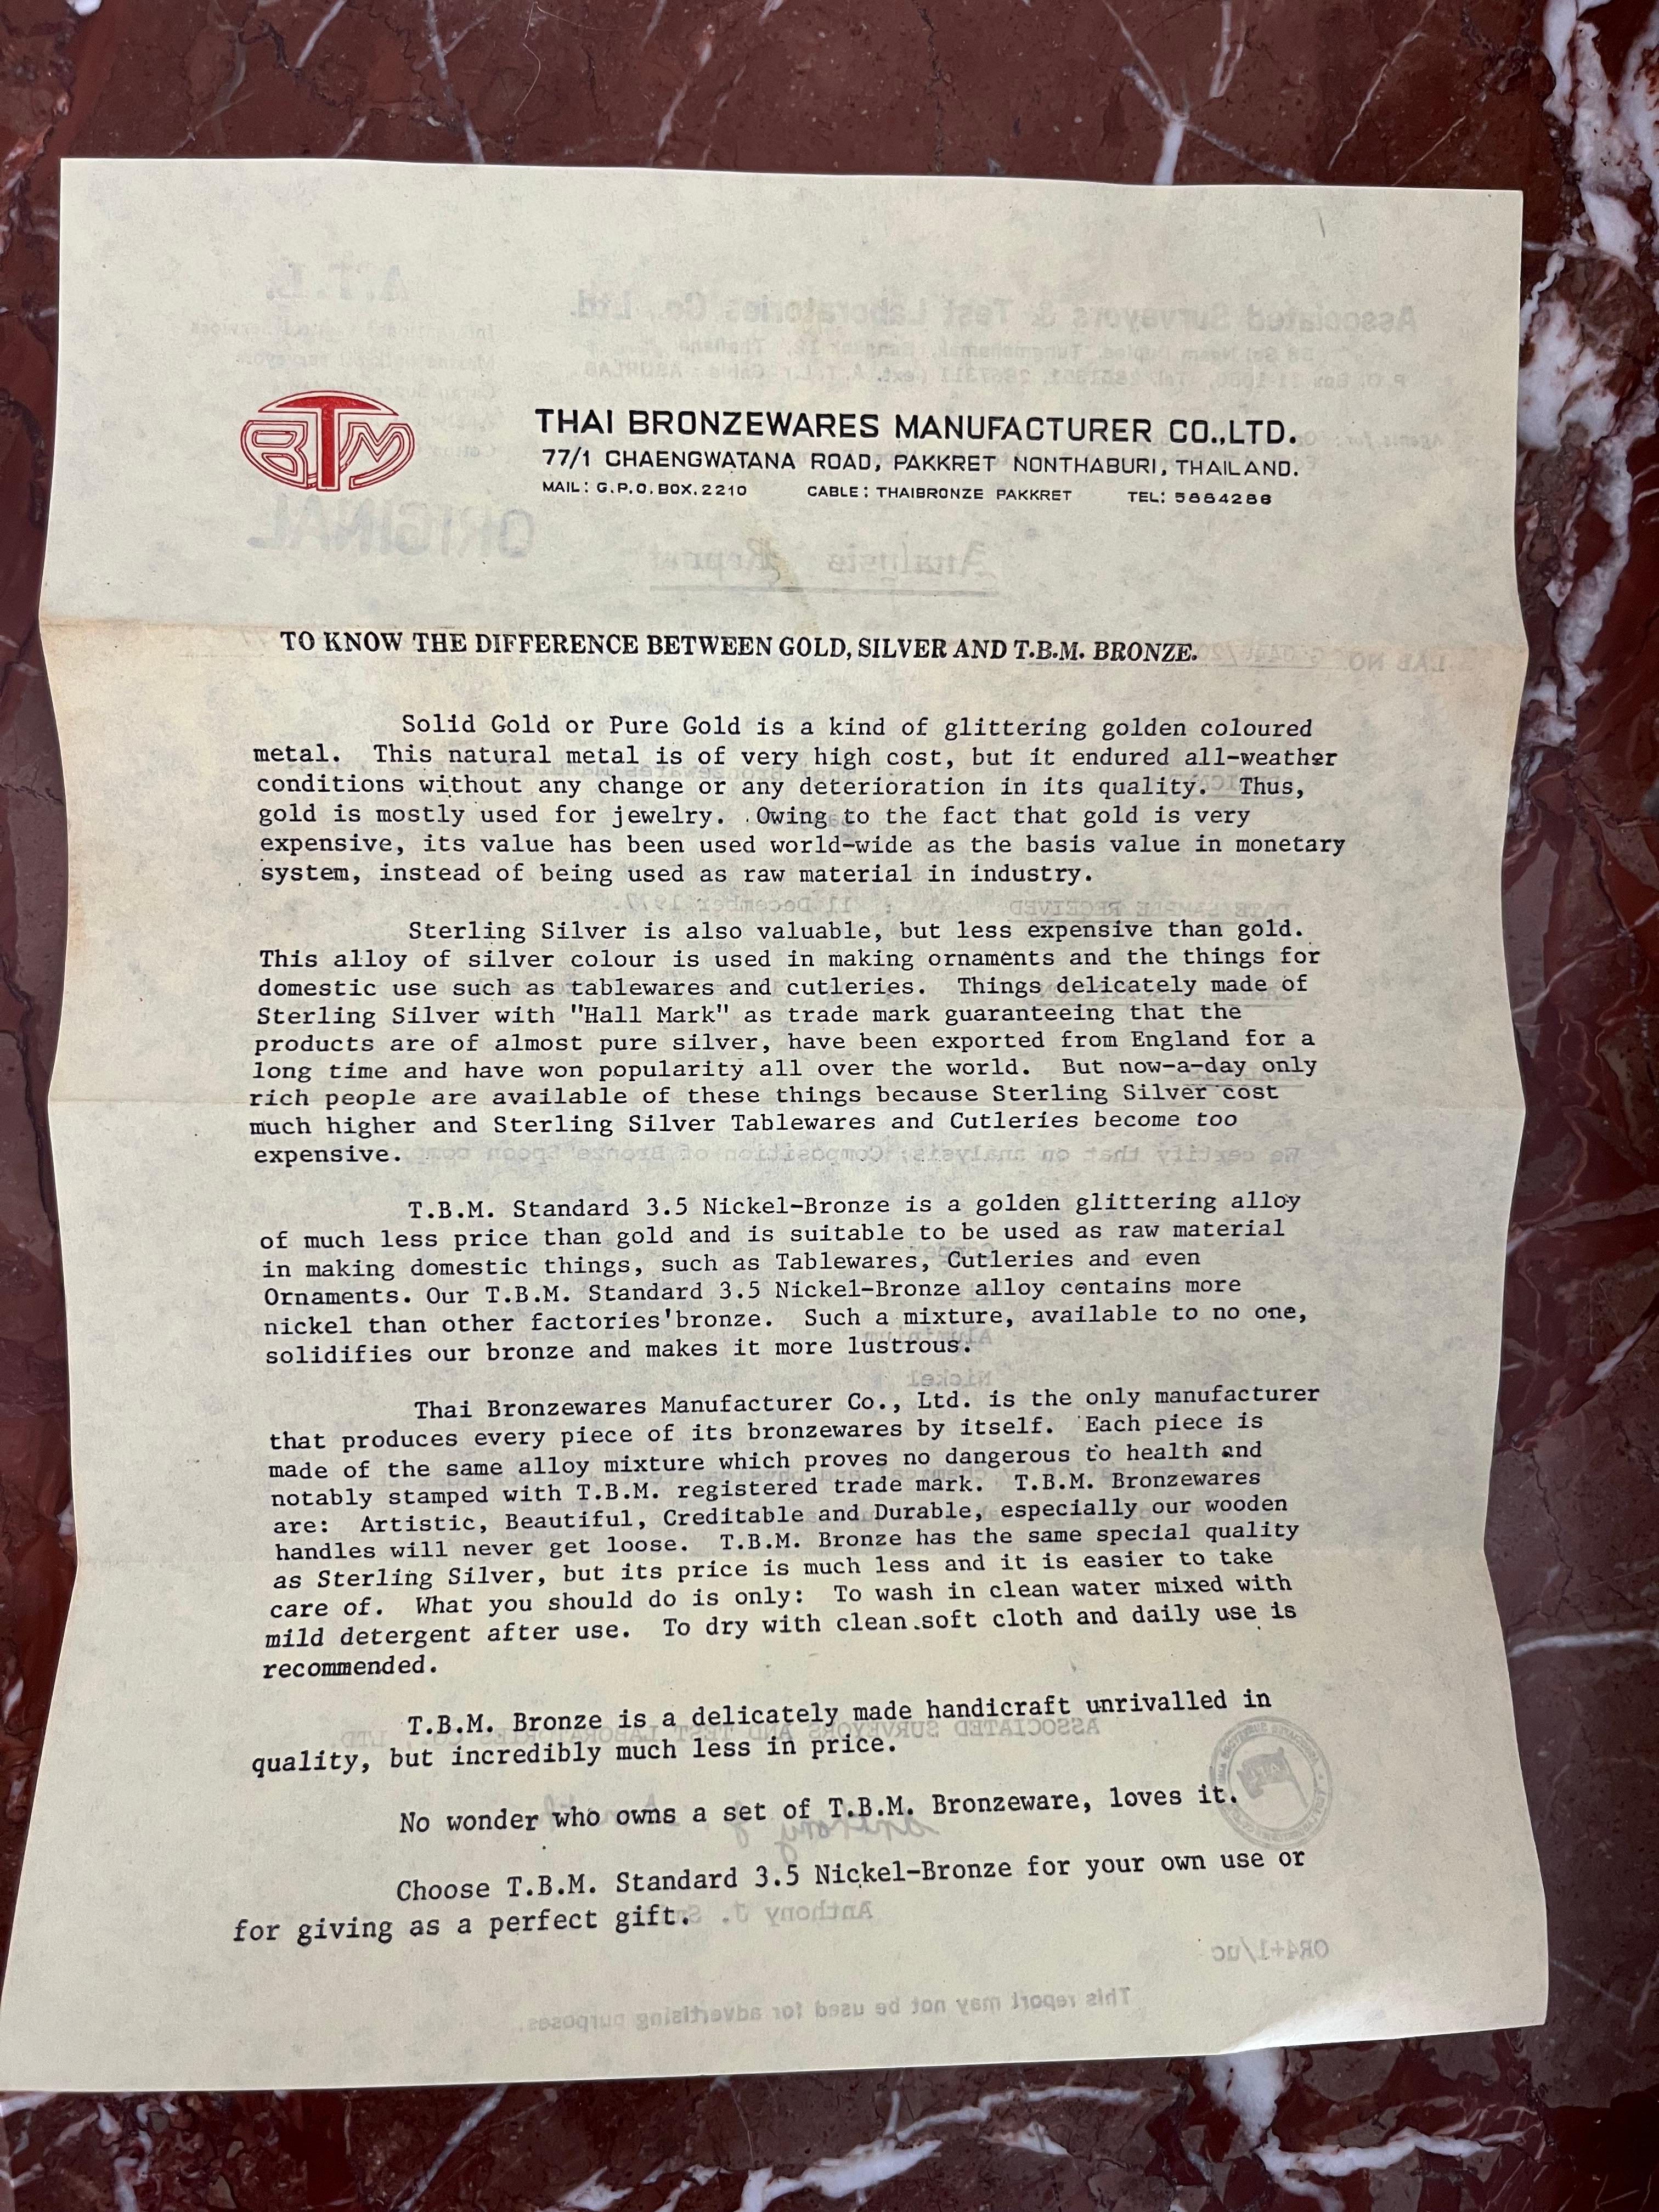 BTM
THAI BRONZEWARES MANUFACTURER CO.,LTD.
77/1 CHAENGWATANA ROAD, PAKKRET NONTHABURI, THAILAND.
MAIL: G.P.O.BOX.2210 CABLE: THAIBRONZE PAKKRET TEL:
ORIGINAL
Analysis Report
TO KNOW THE DIFFERENCE BETWEEN GOLD, SILVER AND T.B.M. BRONZE.
Solid Gold or Pure Gold is a kind of glittering golden coloured
metal. This natural metal is of very high cost, but it endured all-weather
conditions without any change or any deterioration in its quality. Thus,
gold is mostly used for jewelry. Owing to the fact that gold is very
expensive, its value has been used world-wide as the basis value in monetary
system, instead of being used as raw material in industry.
Sterling Silver is also valuable, but less expensive than gold.
This alloy of silver colour is used in making ornaments and the things for
domestic use such as tablewares and cutleries. Things delicately made of
Sterling Silver with "Hall Mark" as trade mark guaranteeing that the
products are of almost pure silver, have been exported from England for a
long time and have won popularity all over the world. But now-a-day only
rich people are available of these things because Sterling Silver cost
much higher and Sterling Silver Tablewares and Cutleries become too
expensive.
T.B.M. Standard 3.5 Nickel-Bronze is a golden glittering alloy
of much less price than gold and is suitable to be used as raw material
in making domestic things, such as Tablewares, Cutleries and even
Ornaments. Our T.B.M. Standard 3.5 Nickel-Bronze alloy contains more
nickel than other factories'bronze. Such a mixture, available to no one,
solidifies our bronze and makes it more lustrous.
Thai Bronzewares Manufacturer Co., Ltd. is the only manufacturer
that produces every piece of its bronzewares by itself. Each piece is
made of the same alloy mixture which proves no dangerous to health and
notably stamped with T.B.M. registered trade mark. T.B.M. Bronzewares
are: Artistic, Beautiful, Creditable and Durable, especially our wooden
handles will never get loose. T.B.M. Bronze has the same special quality
as Sterling Silver, but its price is much less and it is easier to take
care of. What you should do is only: To wash in clean water mixed with
mild detergent after use. To dry with clean soft cloth and daily use is
recommended.
T.B.M. Bronze is a delicately made handicraft unrivalled in
quality, but incredibly much less in price.
No wonder who owns a set of T.B.M. Bronzeware, loves it.
Choose T.B.M. Standard 3.5 Nickel-Bronze for your own use or
for giving as a perfect gift.
This report may not be used for advertising purposes.